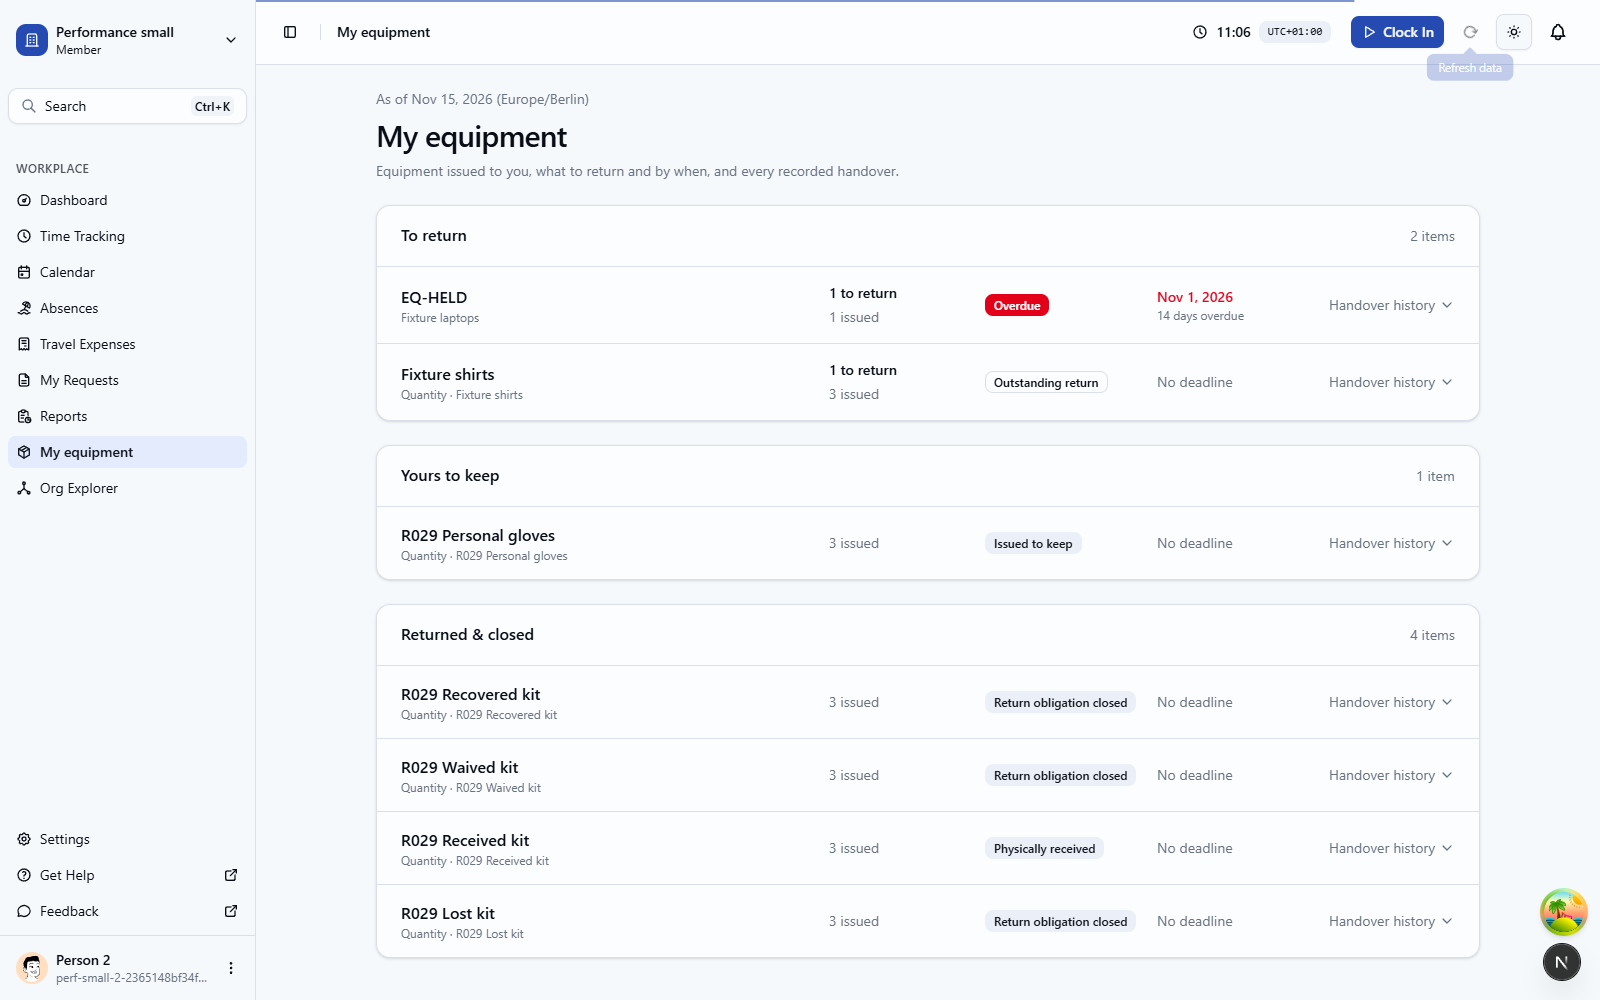 Performance small
Member
My equipment
11:06
UTC+01:00
Clock In
Refresh data
Search
Ctrl+K
WORKPLACE
Dashboard
Time Tracking
Calendar
Absences
Travel Expenses
My Requests
Reports
My equipment
Org Explorer
Settings
Get Help
Feedback
Person 2
perf-small-2-2365148bf34f...
As of Nov 15, 2026 (Europe/Berlin)
My equipment
Equipment issued to you, what to return and by when, and every recorded handover.
To return
2 items
EQ-HELD
Fixture laptops
1 to return
1 issued
Overdue
Nov 1, 2026
14 days overdue
Handover history
Fixture shirts
Quantity · Fixture shirts
1 to return
3 issued
Outstanding return
No deadline
Handover history
Yours to keep
1 item
R029 Personal gloves
Quantity · R029 Personal gloves
3 issued
Issued to keep
No deadline
Handover history
Returned & closed
4 items
R029 Recovered kit
Quantity · R029 Recovered kit
3 issued
Return obligation closed
No deadline
Handover history
R029 Waived kit
Quantity · R029 Waived kit
3 issued
Return obligation closed
No deadline
Handover history
R029 Received kit
Quantity · R029 Received kit
3 issued
Physically received
No deadline
Handover history
R029 Lost kit
Quantity · R029 Lost kit
3 issued
Return obligation closed
No deadline
Handover history
N